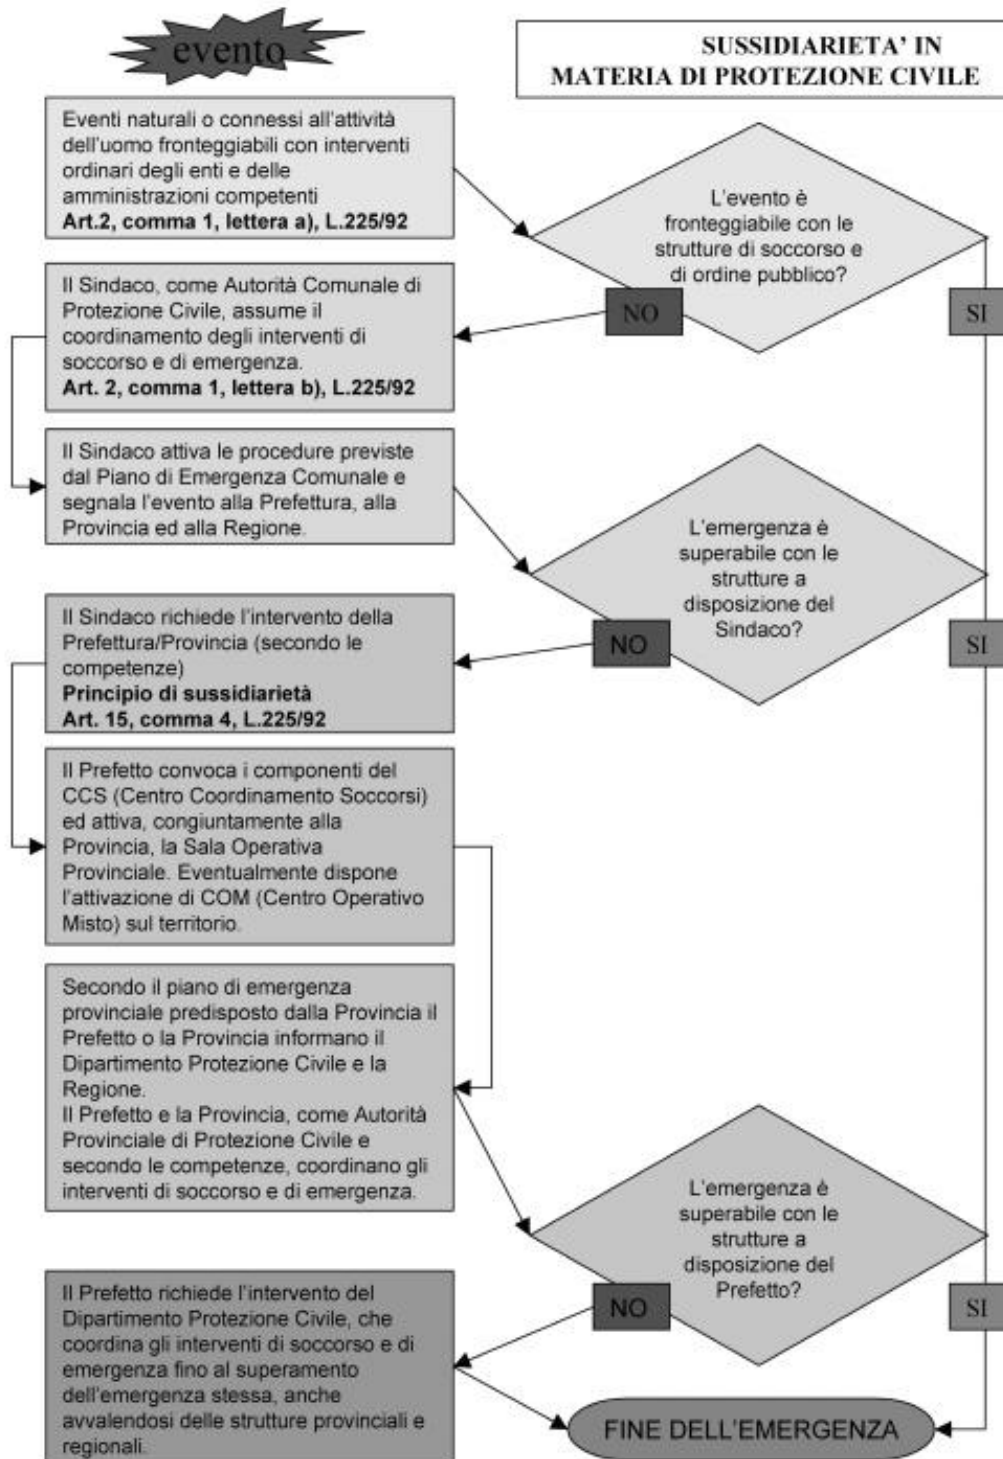 evento
SUSSIDIARIETA’ IN
MATERIA DI PROTEZIONE CIVILE
Eventi naturali o connessi all’attività
dell’uomo fronteggiabili con interventi
ordinari degli enti e delle
amministrazioni competenti
Art.2, comma 1, lettera a), L.225/92
L’evento è
fronteggiabile con le
strutture di soccorso e
di ordine pubblico?
NO
SI
Il Sindaco, come Autorità Comunale di
Protezione Civile, assume il
coordinamento degli interventi di
soccorso e di emergenza.
Art. 2, comma 1, lettera b), L.225/92
Il Sindaco attiva le procedure previste
dal Piano di Emergenza Comunale e
segnala l’evento alla Prefettura, alla
Provincia ed alla Regione.
L’emergenza è
superabile con le
strutture a
disposizione del
Sindaco?
NO
SI
Il Sindaco richiede l’intervento della
Prefettura/Provincia (secondo le
competenze)
Principio di sussidiarietà
Art. 15, comma 4, L.225/92
Il Prefetto convoca i componenti del
CCS (Centro Coordinamento Soccorsi)
ed attiva, congiuntamente alla
Provincia, la Sala Operativa
Provinciale. Eventualmente dispone
l’attivazione di COM (Centro Operativo
Misto) sul territorio.
Secondo il piano di emergenza
provinciale predisposto dalla Provincia il
Prefetto o la Provincia informano il
Dipartimento Protezione Civile e la
Regione.
Il Prefetto e la Provincia, come Autorità
Provinciale di Protezione Civile e
secondo le competenze, coordinano gli
interventi di soccorso e di emergenza.
L’emergenza è
superabile con le
strutture a
disposizione del
Prefetto?
NO
SI
Il Prefetto richiede l’intervento del
Dipartimento Protezione Civile, che
coordina gli interventi di soccorso e di
emergenza fino al superamento
dell’emergenza stessa, anche
avvalendosi delle strutture provinciali e
regionali.
FINE DELL’EMERGENZA